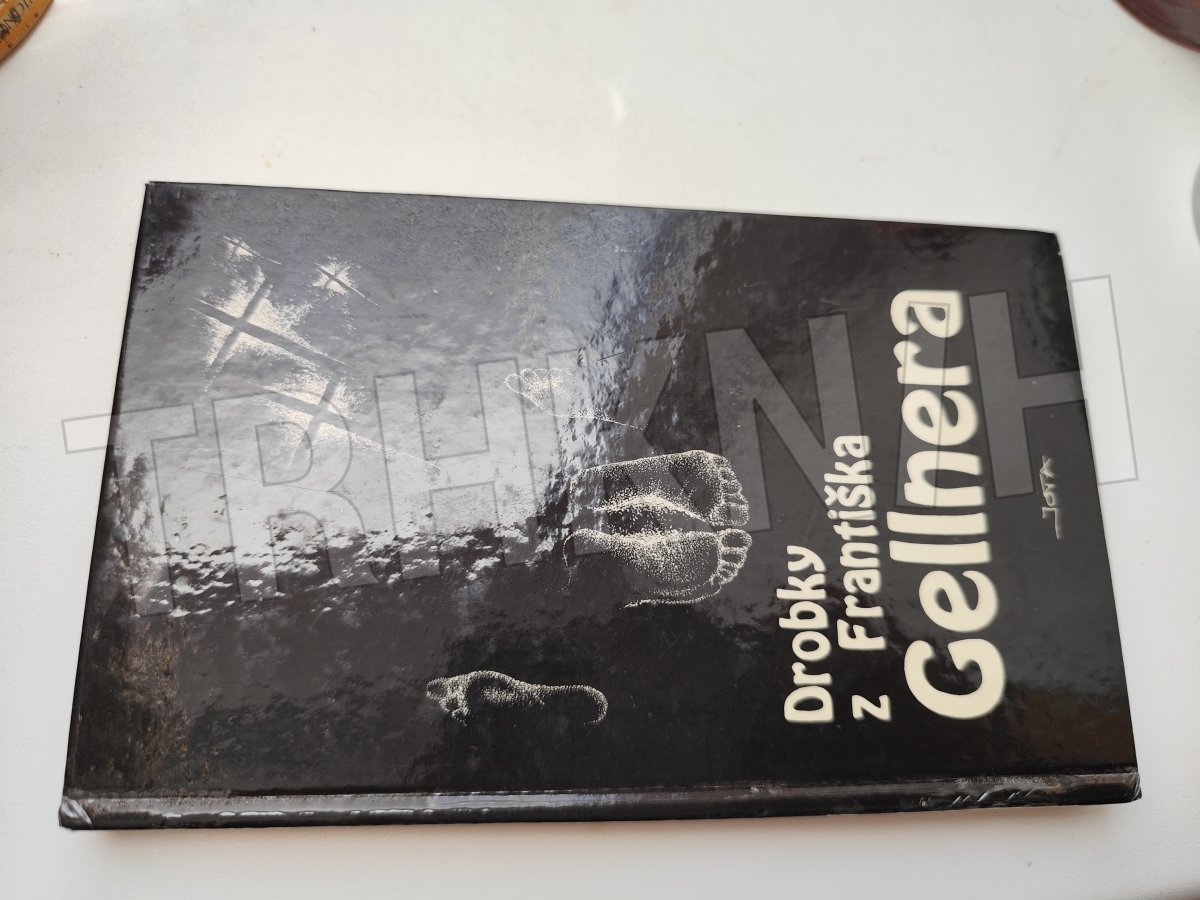 Drobky
z Františka
Gellnera
JOTA
TRHKNIH